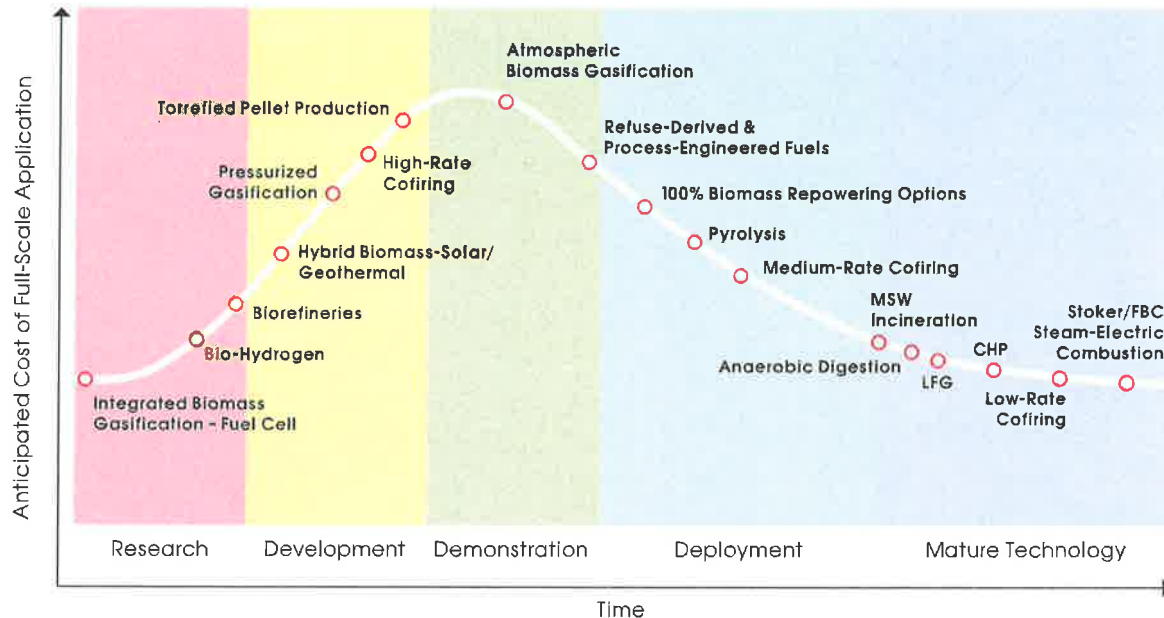 Anticipated Cost of Full-Scale Application
Atmospheric
Biomass Gasification
Torrefied Pellet Production
Refuse-Derived &
Process-Engineered Fuels
High-Rate
Cofiring
Pressurized
Gasification
100% Biomass Repowering Options
Pyrolysis
Hybrid Biomass-Solar/
Geothermal
Medium-Rate Cofiring
Biorefineries
MSW
Incineration
Stoker/FBC
Steam-Electric
Combustion
Bio-Hydrogen
CHP
Anaerobic Digestion
LFG
Low-Rate
Cofiring
Integrated Biomass
Gasification - Fuel Cell
Research
Development
Demonstration
Deployment
Mature Technology
Time